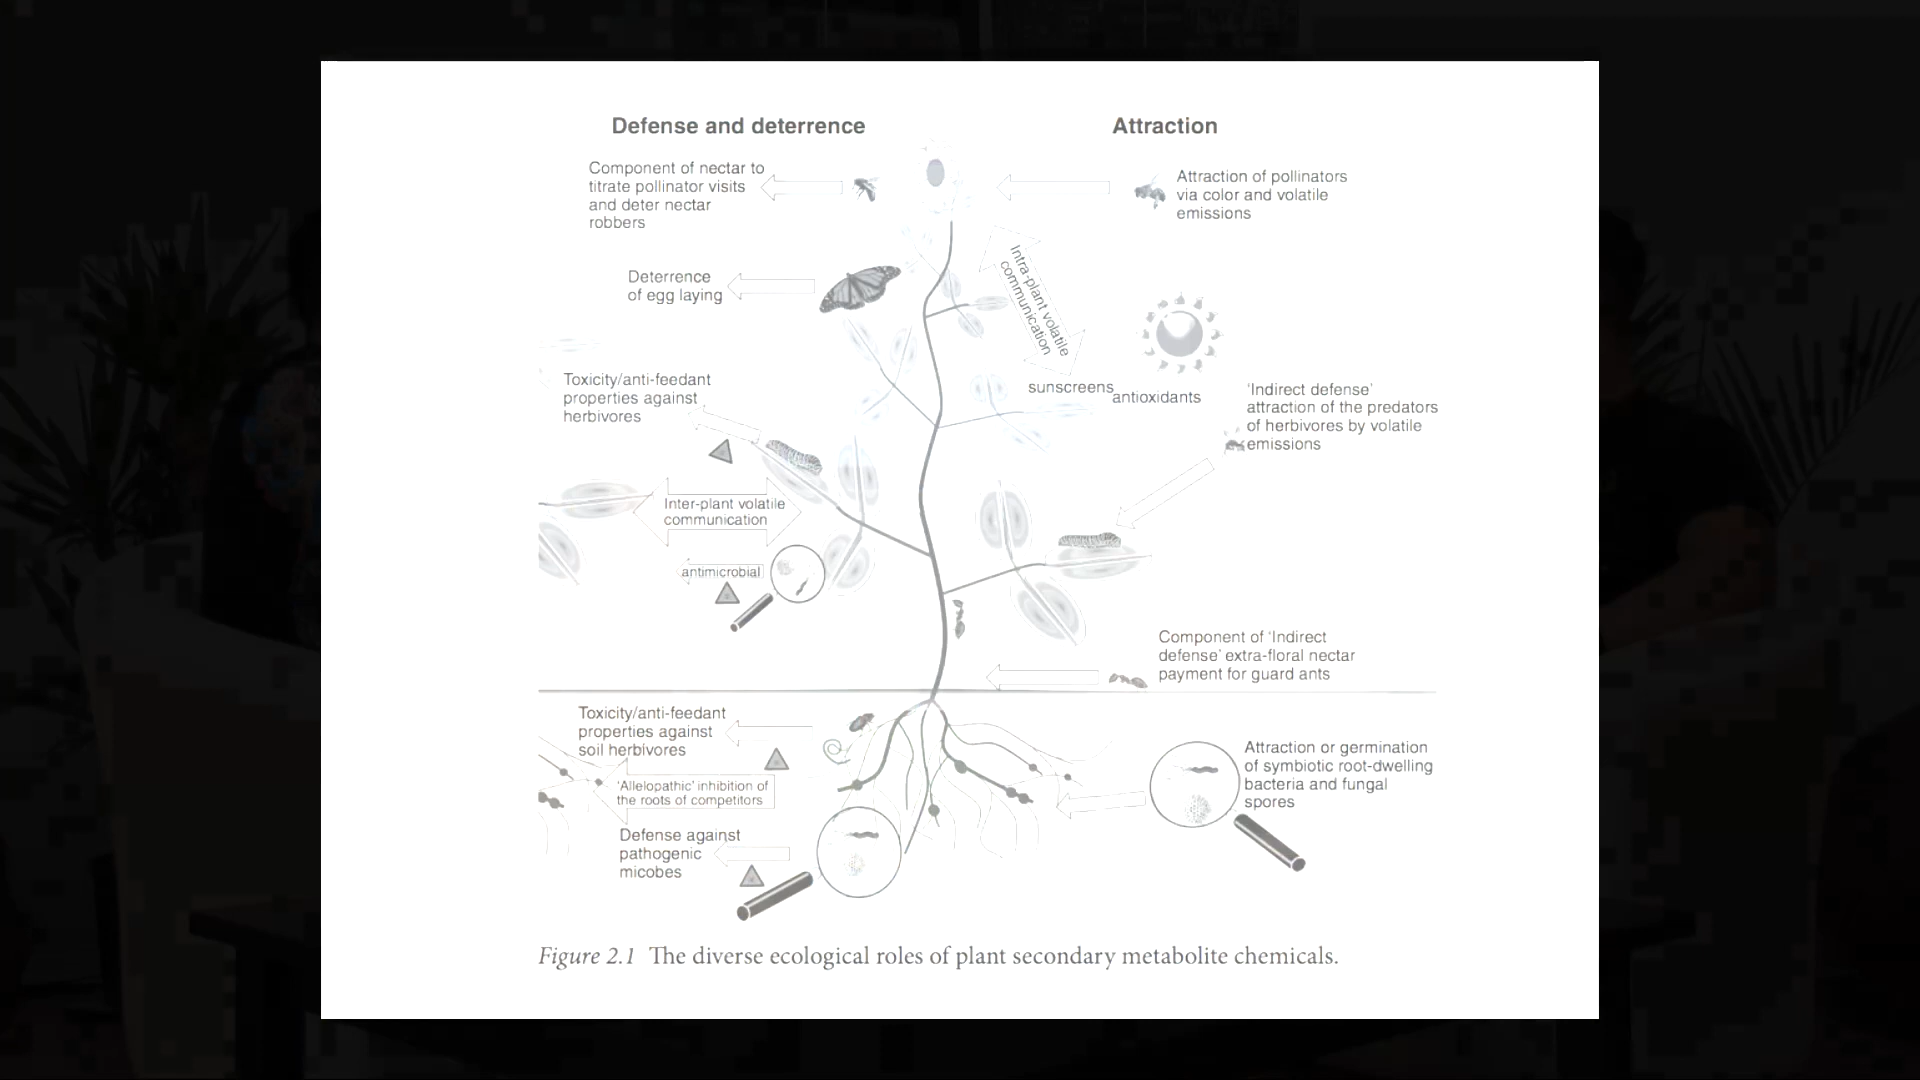 Defense and deterrence
Attraction
Component of nectar to
titrate pollinator visits
and deter nectar
robbers
Attraction of pollinators
via color and volatile
emissions
Deterrence
of egg laying
Intra-plant volatile
communication
Toxicity/anti-feedant
properties against
herbivores
sunscreens
antioxidants
'Indirect defense'
attraction of the predators
of herbivores by volatile
emissions
Inter-plant volatile
communication
antimicrobial
Component of 'Indirect
defense' extra-floral nectar
payment for guard ants
Toxicity/anti-feedant
properties against
soil herbivores
'Allelopathic' inhibition of
the roots of competitors
Defense against
pathogenic
micobes
Attraction or germination
of symbiotic root-dwelling
bacteria and fungal
spores
Figure 2.1 The diverse ecological roles of plant secondary metabolite chemicals.